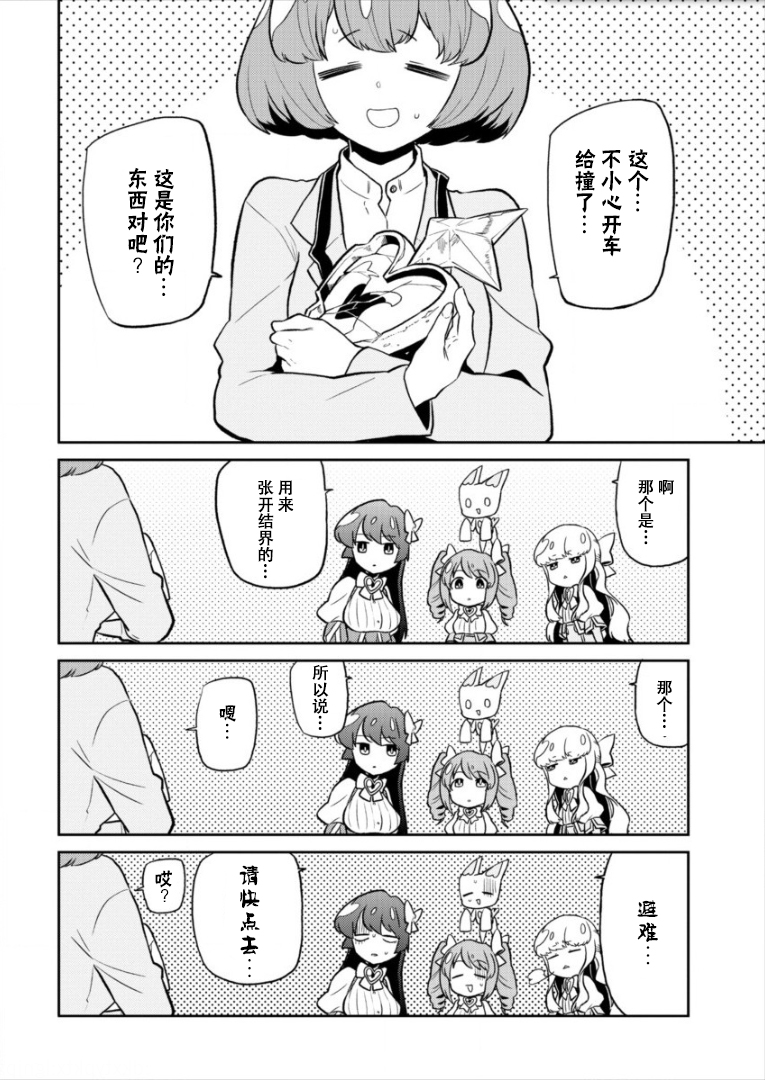 这个…
不小心开车
给撞了…
这是你们的…
东西对吧？
啊
那个是…
用来
张开结界的…
那个…
所以说…
嗯…
避难…
请快点去…
哎？